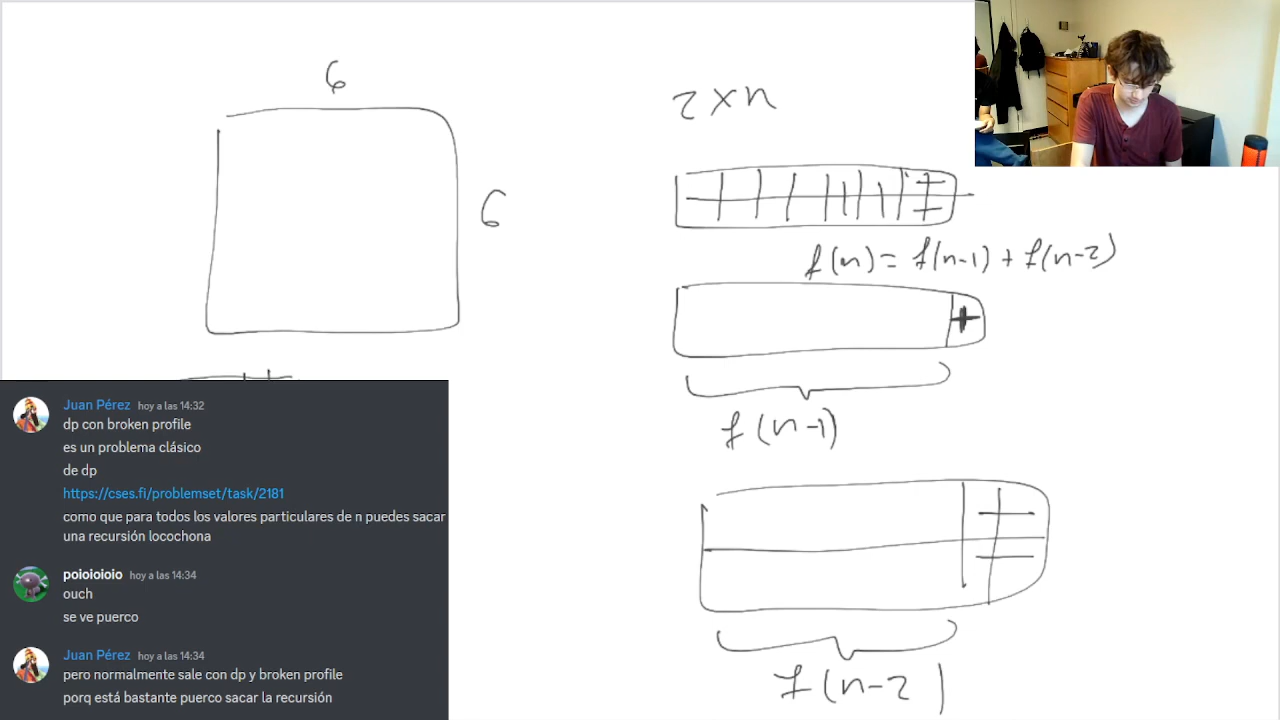 6
6
2 x n
f(n) = f(n-1) + f(n-2)
f(n-1)
f(n-2)
Juan Pérez hoy a las 14:32
dp con broken profile
es un problema clásico
de dp
https://cses.fi/problemset/task/2181
como que para todos los valores particulares de n puedes sacar
una recursión locochona
poioioioio hoy a las 14:34
ouch
se ve puerco
Juan Pérez hoy a las 14:34
pero normalmente sale con dp y broken profile
porq está bastante puerco sacar la recursión